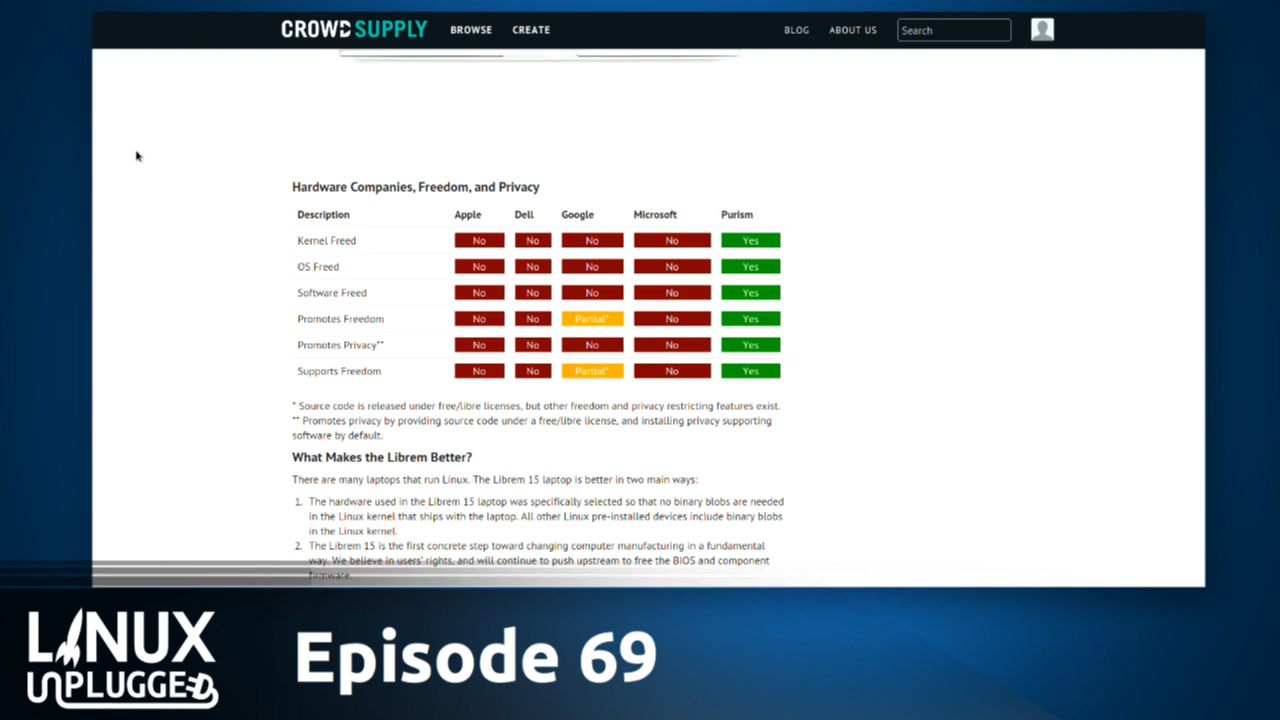 CROWD SUPPLY BROWSE CREATE BLOG ABOUT US Search
Hardware Companies, Freedom, and Privacy
Description Apple Dell Google Microsoft Purism
Kernel Freed No No No No Yes
OS Freed No No No No Yes
Software Freed No No No No Yes
Promotes Freedom No No Partial* No Yes
Promotes Privacy** No No No No Yes
Supports Freedom No No Partial* No Yes
* Source code is released under free/libre licenses, but other freedom and privacy restricting features exist.
** Promotes privacy by providing source code under a free/libre license, and installing privacy supporting
software by default.
What Makes the Librem Better?
There are many laptops that run Linux. The Librem 15 laptop is better in two main ways:
1. The hardware used in the Librem 15 laptop was specifically selected so that no binary blobs are needed
in the Linux kernel that ships with the laptop. All other Linux pre-installed devices include binary blobs
in the Linux kernel.
2. The Librem 15 is the first concrete step toward changing computer manufacturing in a fundamental
way. We believe in users' rights, and will continue to push upstream to free the BIOS and component
firmware.
LINUX
UNPLUGGED
Episode 69